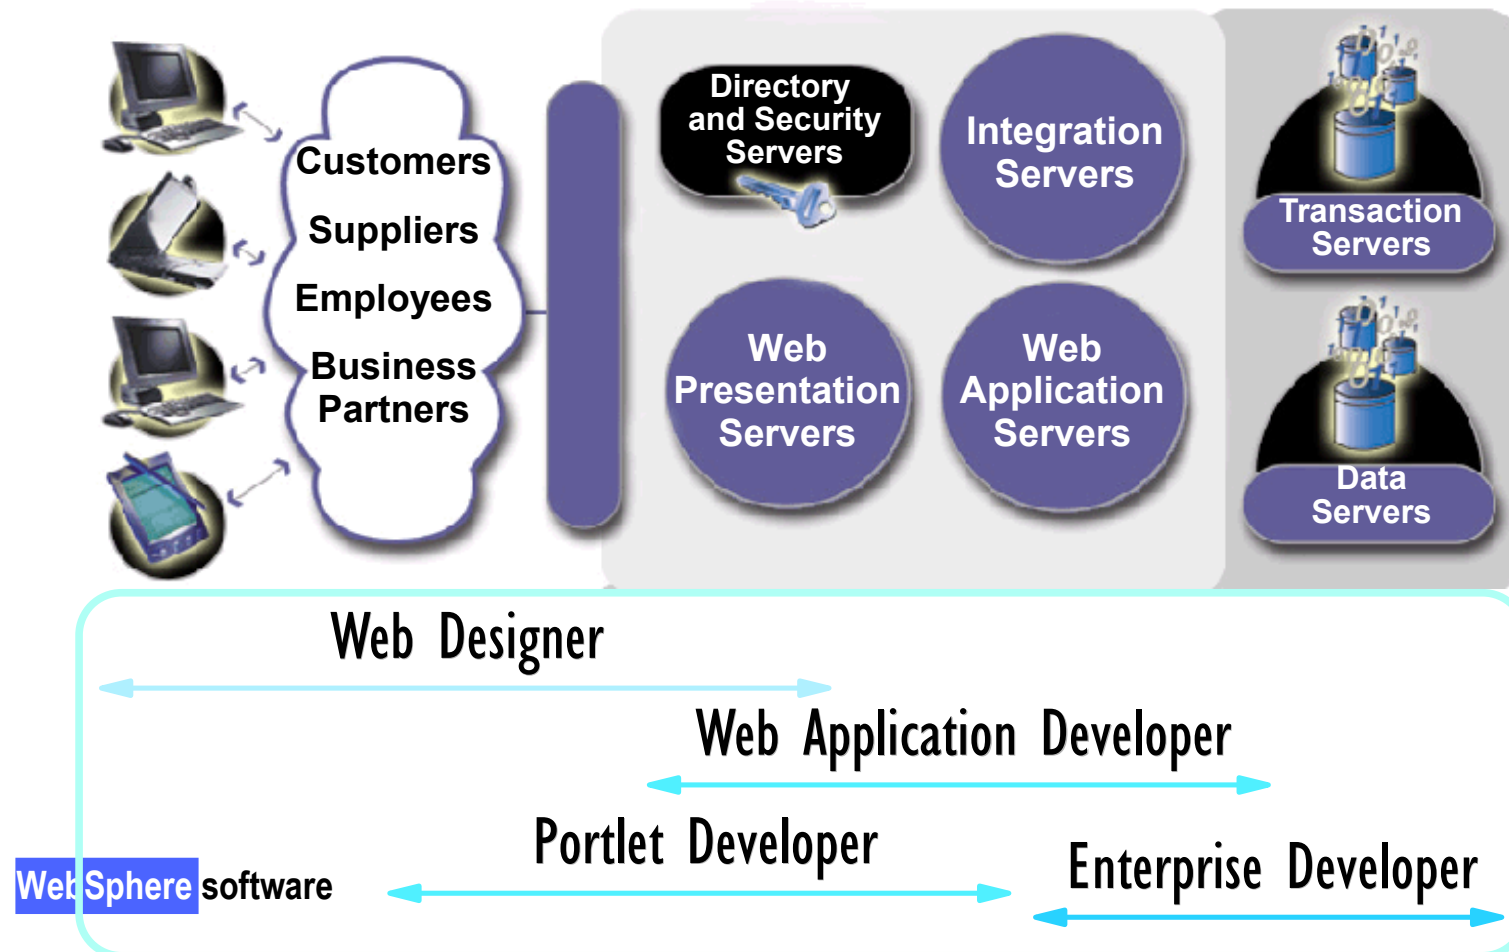 Customers
Suppliers
Employees
Business
Partners
Directory
and Security
Servers
Integration
Servers
Web
Presentation
Servers
Web
Application
Servers
Transaction
Servers
Data
Servers
Web Designer
Web Application Developer
Portlet Developer
Enterprise Developer
WebSphere software